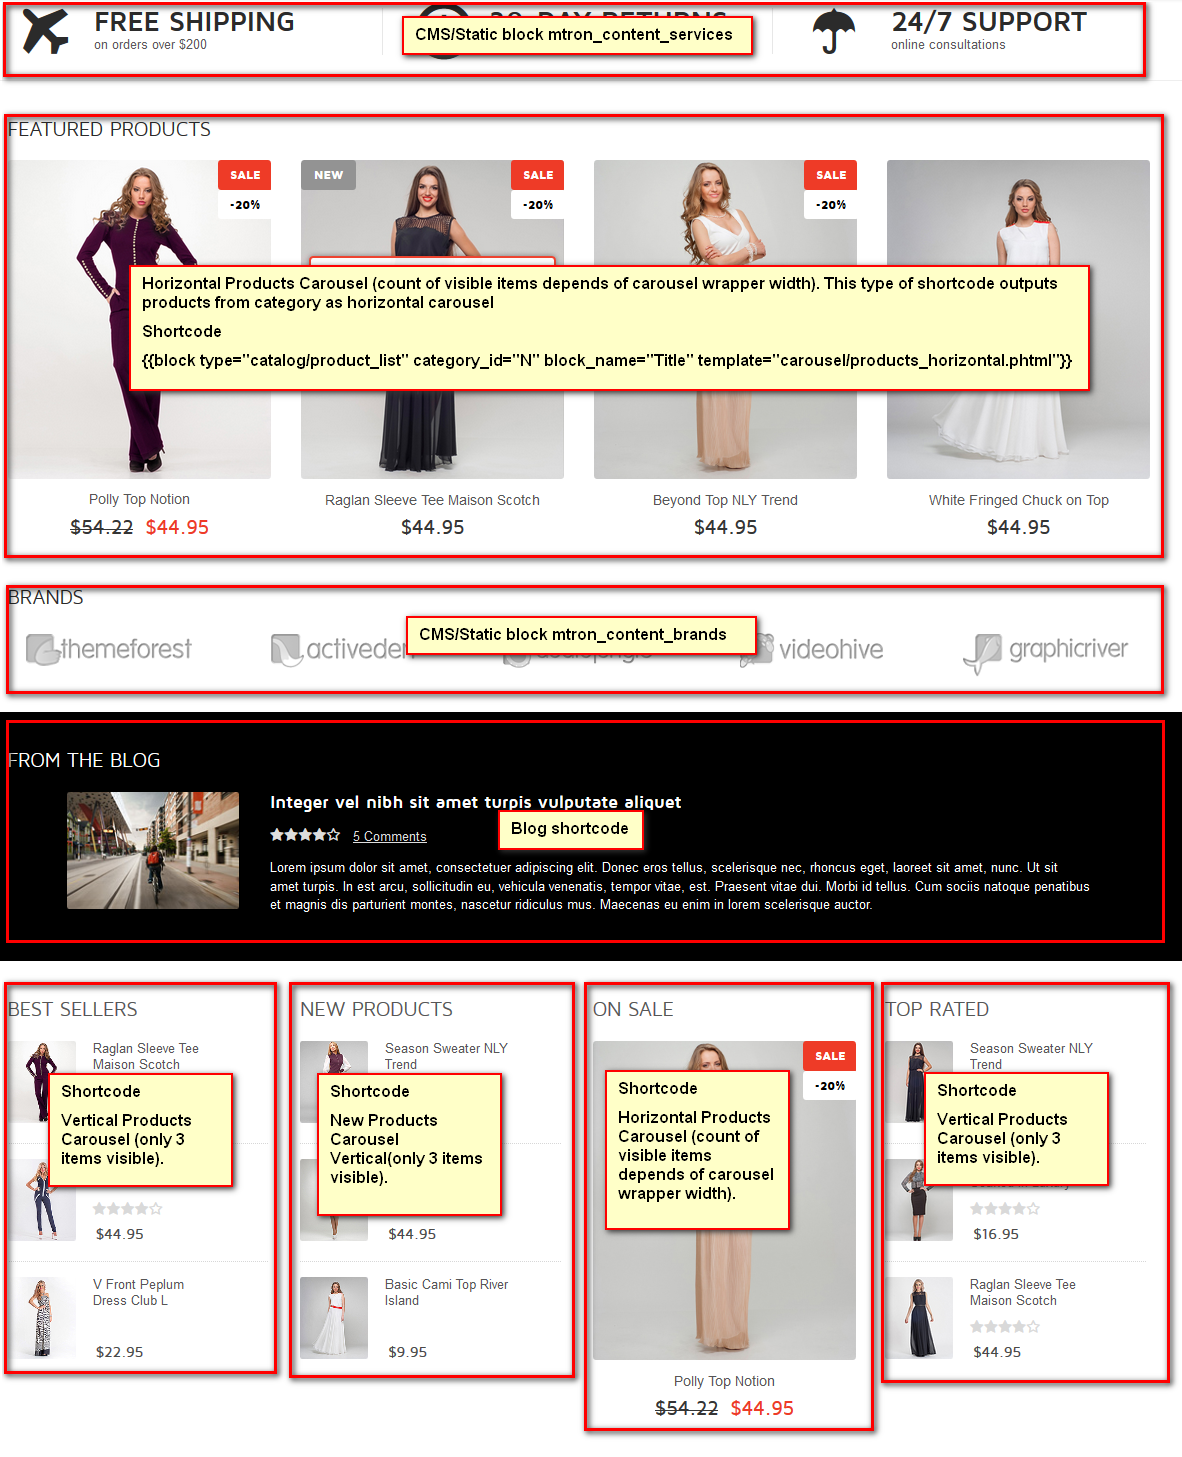 FREE SHIPPING
on orders over $200
CMS/Static block mtron_content_services
24/7 SUPPORT
online consultations
FEATURED PRODUCTS
SALE
-20%
NEW
SALE
-20%
SALE
-20%
Horizontal Products Carousel (count of visible items depends of carousel wrapper width). This type of shortcode outputs
products from category as horizontal carousel
Shortcode
{{block type="catalog/product_list" category_id="N" block_name="Title" template="carousel/products_horizontal.phtml"}}
Polly Top Notion
$54.22 $44.95
Raglan Sleeve Tee Maison Scotch
$44.95
Beyond Top NLY Trend
$44.95
White Fringed Chuck on Top
$44.95
BRANDS
themeforest
activeden
CMS/Static block mtron_content_brands
videohive
graphicriver
FROM THE BLOG
Integer vel nibh sit amet turpis vulputate aliquet
5 Comments
Blog shortcode
Lorem ipsum dolor sit amet, consectetuer adipiscing elit. Donec eros tellus, scelerisque nec, rhoncus eget, laoreet sit amet, nunc. Ut sit
amet turpis. In est arcu, sollicitudin eu, vehicula venenatis, tempor vitae, est. Praesent vitae dui. Morbi id tellus. Cum sociis natoque penatibus
et magnis dis parturient montes, nascetur ridiculus mus. Maecenas eu enim in lorem scelerisque auctor.
BEST SELLERS
Raglan Sleeve Tee
Maison Scotch
Shortcode
Vertical Products
Carousel (only 3
items visible).
$44.95
V Front Peplum
Dress Club L
$22.95
NEW PRODUCTS
Season Sweater NLY
Trend
Shortcode
New Products
Carousel
Vertical(only 3 items
visible).
$44.95
Basic Cami Top River
Island
$9.95
ON SALE
SALE
-20%
Shortcode
Horizontal Products
Carousel (count of
visible items
depends of carousel
wrapper width).
Polly Top Notion
$54.22 $44.95
TOP RATED
Season Sweater NLY
Trend
Shortcode
Vertical Products
Carousel (only 3
items visible).
$16.95
Raglan Sleeve Tee
Maison Scotch
$44.95